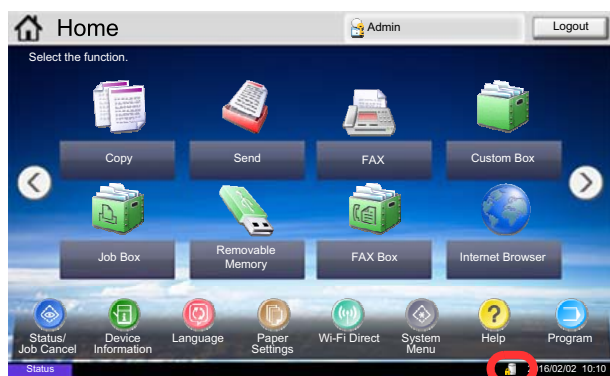 Home
Admin
Logout
Select the function.
Copy
Send
FAX
Custom Box
Job Box
Removable
Memory
FAX Box
Internet Browser
Status/
Job Cancel
Device
Information
Language
Paper
Settings
Wi-Fi Direct
System
Menu
Help
Program
Status
2016/02/02 10:10